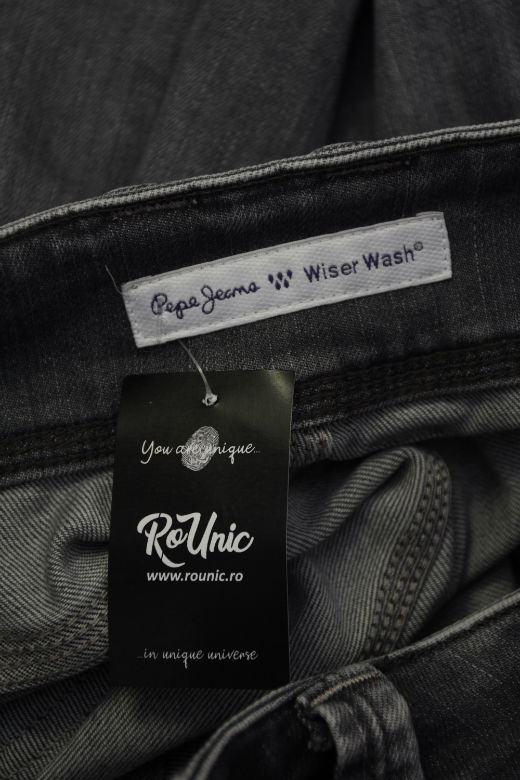 Pepe Jeans Wiser Wash®
You are unique...
RoUnic
www.rounic.ro
...in unique universe